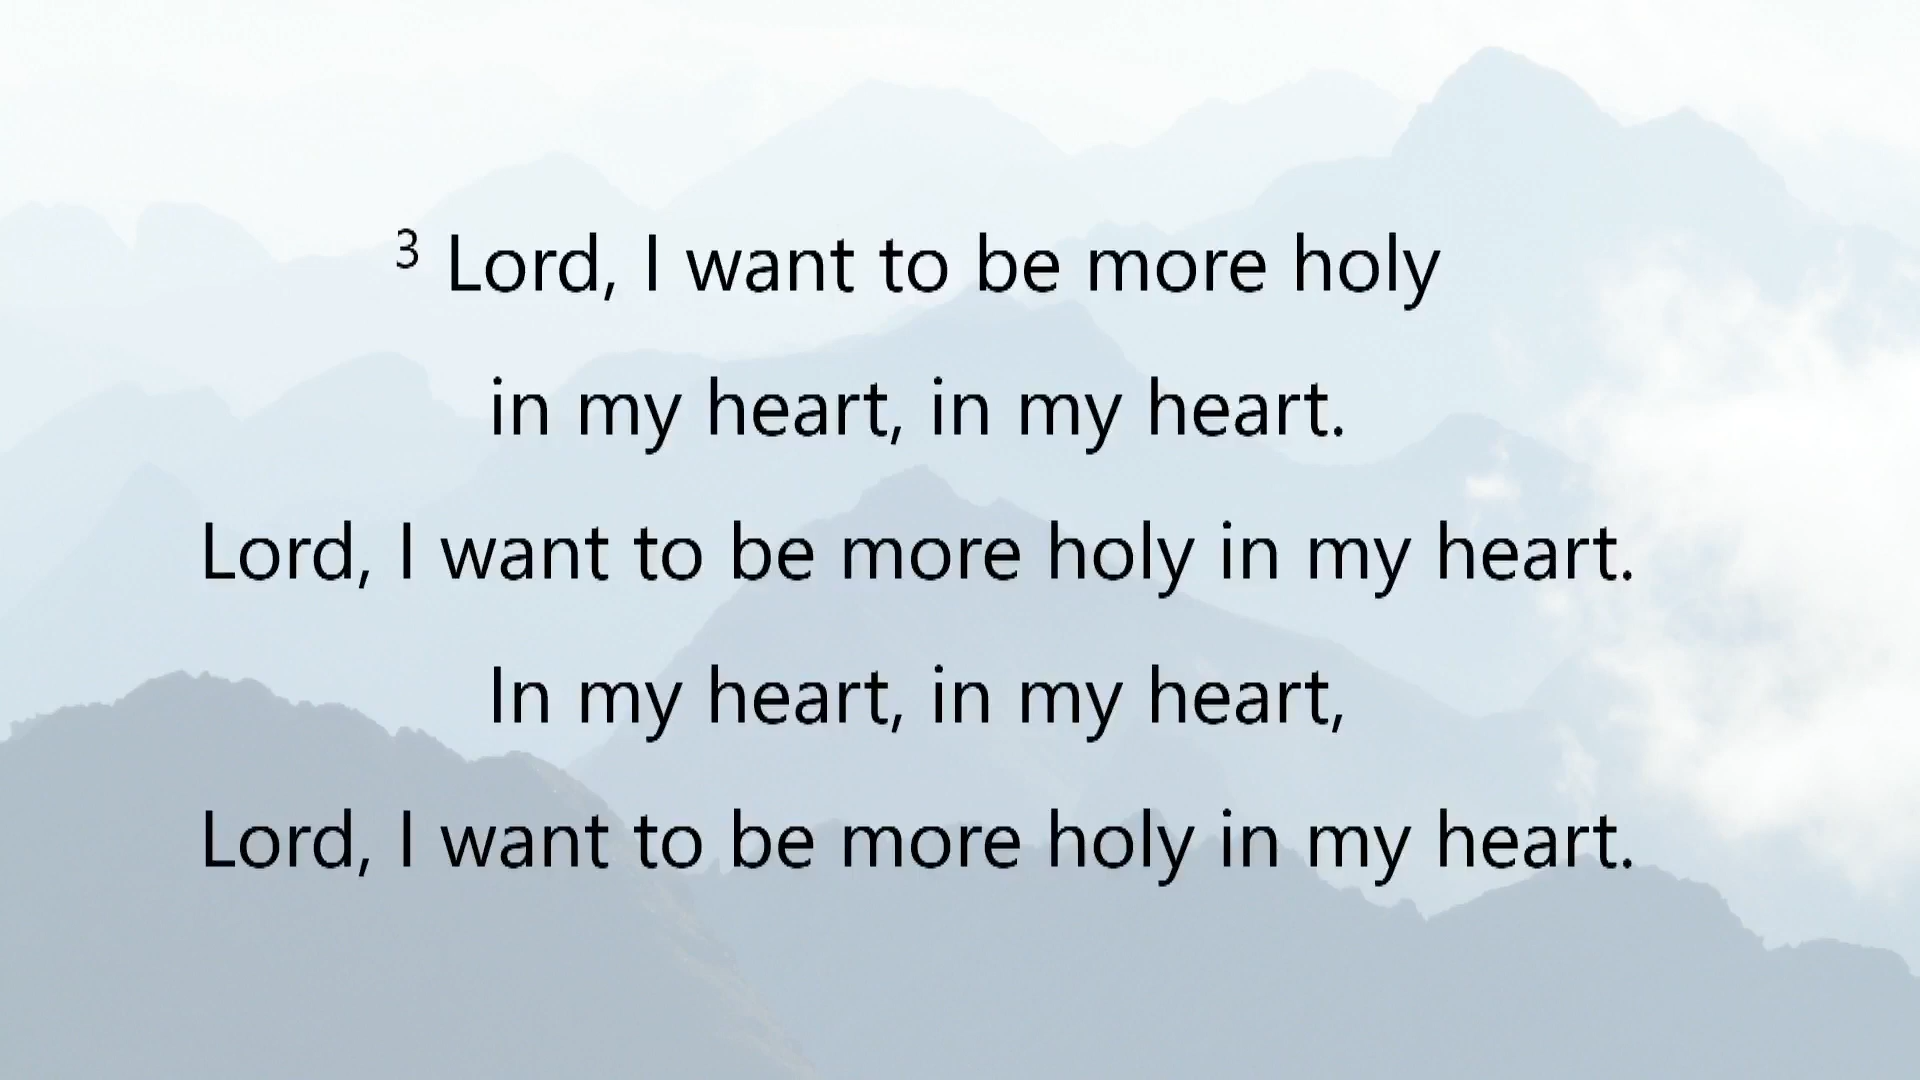 3 Lord, I want to be more holy
in my heart, in my heart.
Lord, I want to be more holy in my heart.
In my heart, in my heart,
Lord, I want to be more holy in my heart.